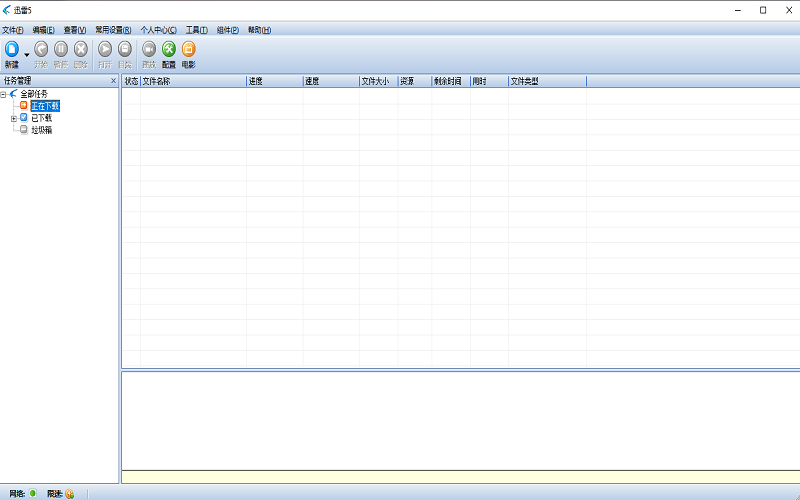 迅雷5
文件(F) 编辑(E) 查看(V) 常用设置(R) 个人中心(C) 工具(T) 组件(P) 帮助(H)
新建 开始 暂停 删除 打开 目录 播放 配置 电影
任务管理 状态 文件名称 进度 速度 文件大小 资源 剩余时间 用时 文件类型
全部任务
正在下载
已下载
垃圾箱
网络: 限速: